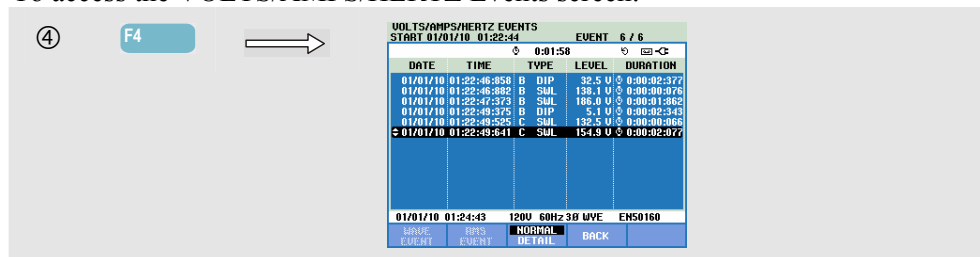 To access the VOLTS/AMPS/HERTZ Events screen:
④ F4
VOLTS/AMPS/HERTZ EVENTS
START 01/01/10 01:22:44 EVENT 6 / 6
0:01:58
DATE TIME TYPE LEVEL DURATION
01/01/10 01:22:46:858 B DIP 32.5 V 0:00:02:377
01/01/10 01:22:46:882 B SWL 138.1 V 0:00:00:076
01/01/10 01:22:47:373 B SWL 186.0 V 0:00:01:862
01/01/10 01:22:49:375 B DIP 5.1 V 0:00:02:343
01/01/10 01:22:49:525 C SWL 132.5 V 0:00:00:066
01/01/10 01:22:49:641 C SWL 154.9 V 0:00:02:077
01/01/10 01:24:43 120V 60Hz 3Ø WYE EN50160
WAVE EVENT
RMS EVENT
NORMAL DETAIL
BACK